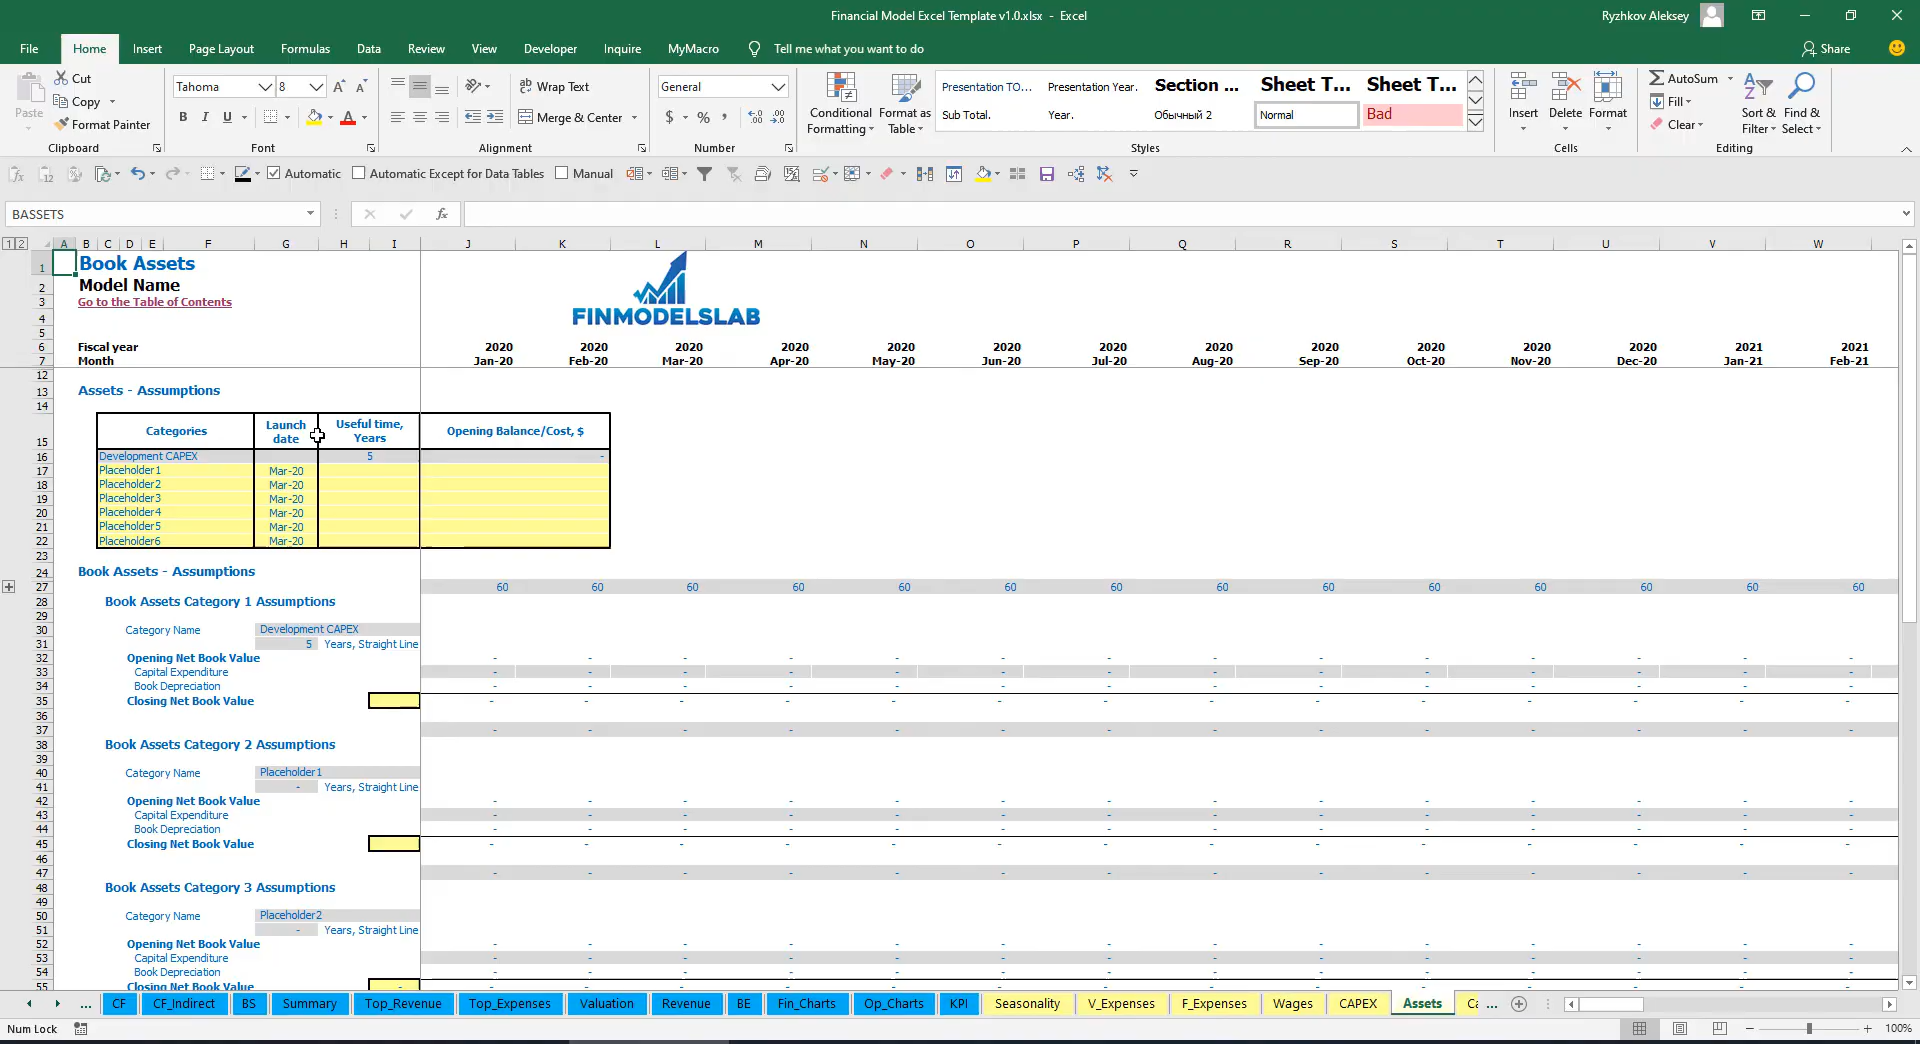 Financial Model Excel Template v1.0.xlsx - Excel
Ryzhkov Aleksey
File Home Insert Page Layout Formulas Data Review View Developer Inquire MyMacro Tell me what you want to do Share
Paste Cut Copy Format Painter Clipboard
Tahoma 8 B I U A Font
Wrap Text Merge & Center Alignment
General $ % , Number
Conditional Formatting Format as Table
Presentation TO... Presentation Year. Section ... Sheet T... Sheet T...
Sub Total. Year. Обычный 2 Normal Bad
Styles
Insert Delete Format Cells
AutoSum Fill Clear Sort & Filter Find & Select Editing
Automatic Automatic Except for Data Tables Manual
BASSETS fx
1 2 A B C D E F G H I J K L M N O P Q R S T U V W
1 Book Assets
2 Model Name
3 Go to the Table of Contents
FINMODELSLAB
4
5
6 Fiscal year 2020 2020 2020 2020 2020 2020 2020 2020 2020 2020 2020 2020 2021 2021
7 Month Jan-20 Feb-20 Mar-20 Apr-20 May-20 Jun-20 Jul-20 Aug-20 Sep-20 Oct-20 Nov-20 Dec-20 Jan-21 Feb-21
12
13 Assets - Assumptions
14
15 Categories Launch date Useful time, Years Opening Balance/Cost, $
16 Development CAPEX 5 -
17 Placeholder1 Mar-20
18 Placeholder2 Mar-20
19 Placeholder3 Mar-20
20 Placeholder4 Mar-20
21 Placeholder5 Mar-20
22 Placeholder6 Mar-20
23
24 Book Assets - Assumptions
27 60 60 60 60 60 60 60 60 60 60 60 60 60 60
28 Book Assets Category 1 Assumptions
29
30 Category Name Development CAPEX
31 5 Years, Straight Line
32 Opening Net Book Value - - - - - - - - - - - - - -
33 Capital Expenditure - - - - - - - - - - - - - -
34 Book Depreciation - - - - - - - - - - - - - -
35 Closing Net Book Value - - - - - - - - - - - - - -
36
37 - - - - - - - - - - - - - -
38 Book Assets Category 2 Assumptions
39
40 Category Name Placeholder1
41 - Years, Straight Line
42 Opening Net Book Value - - - - - - - - - - - - - -
43 Capital Expenditure - - - - - - - - - - - - - -
44 Book Depreciation - - - - - - - - - - - - - -
45 Closing Net Book Value - - - - - - - - - - - - - -
46
47 - - - - - - - - - - - - - -
48 Book Assets Category 3 Assumptions
49
50 Category Name Placeholder2
51 - Years, Straight Line
52 Opening Net Book Value - - - - - - - - - - - - - -
53 Capital Expenditure - - - - - - - - - - - - - -
54 Book Depreciation - - - - - - - - - - - - - -
55 Closing Net Book Value - - - - - - - - - - - - - - -
... CF CF_Indirect BS Summary Top_Revenue Top_Expenses Valuation Revenue BE Fin_Charts Op_Charts KPI Seasonality V_Expenses F_Expenses Wages CAPEX Assets Ca ...
Num Lock 100%